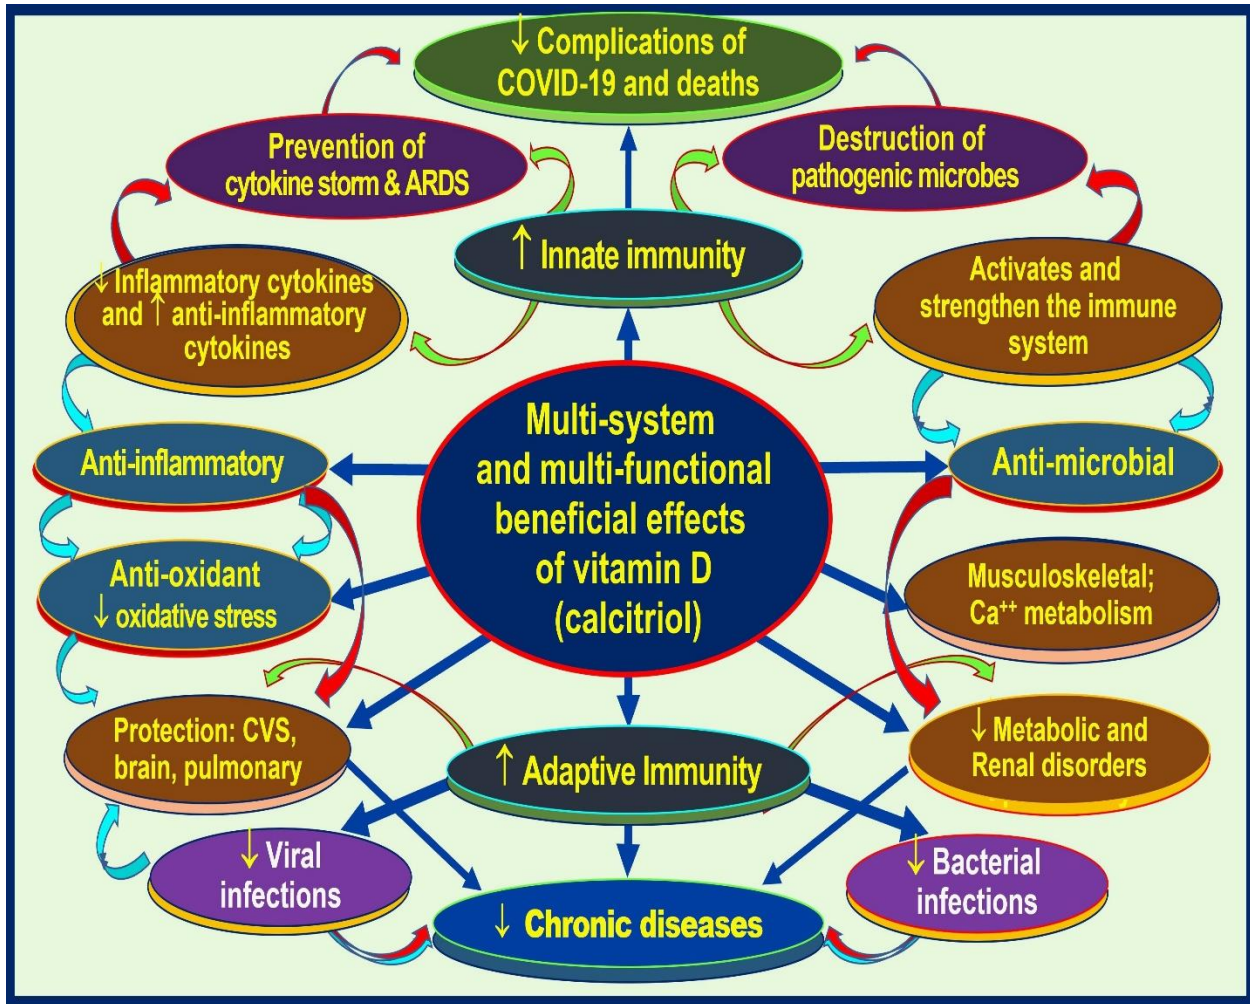 ↓ Complications of
COVID-19 and deaths
Prevention of
cytokine storm & ARDS
Destruction of
pathogenic microbes
↑ Innate immunity
↓ Inflammatory cytokines
and ↑ anti-inflammatory
cytokines
Activates and
strengthen the immune
system
Multi-system
and multi-functional
beneficial effects
of vitamin D
(calcitriol)
Anti-inflammatory
Anti-microbial
Anti-oxidant
↓ oxidative stress
Musculoskeletal;
Ca⁺⁺ metabolism
Protection: CVS,
brain, pulmonary
↑ Adaptive Immunity
↓ Metabolic and
Renal disorders
↓ Viral
infections
↓ Bacterial
infections
↓ Chronic diseases